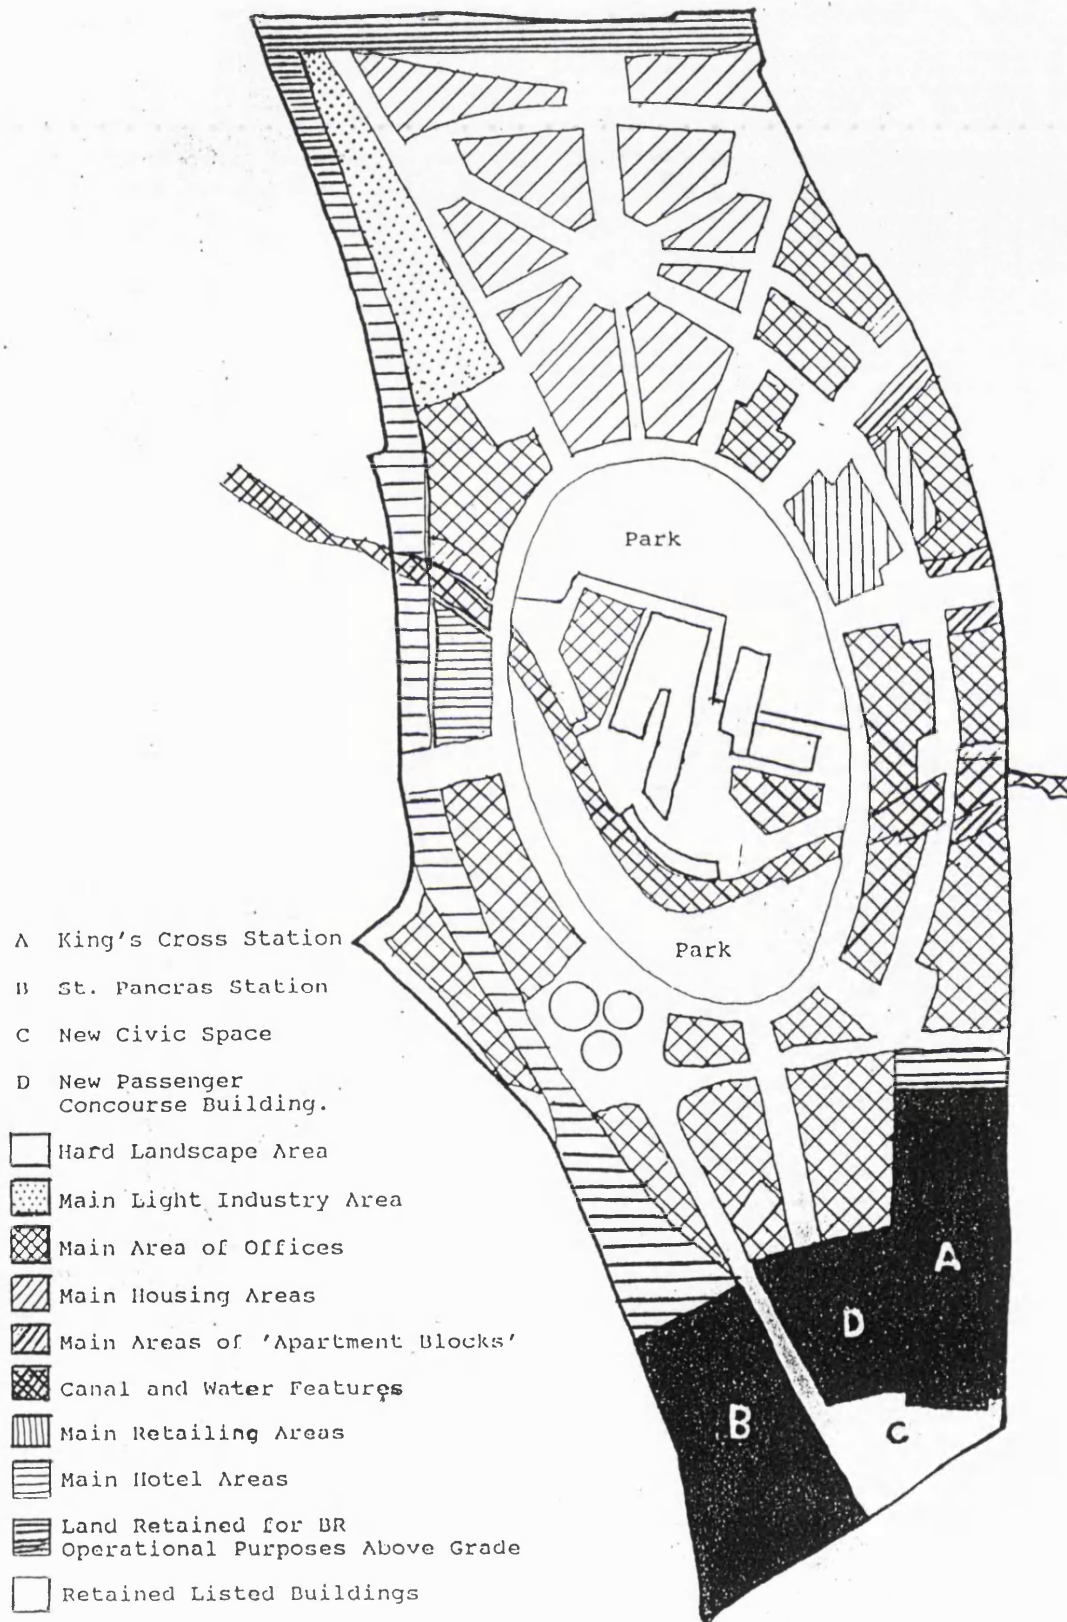 Park
Park
A King's Cross Station
B St. Pancras Station
C New Civic Space
D New Passenger
Concourse Building.
Hard Landscape Area
Main Light Industry Area
Main Area of Offices
Main Housing Areas
Main Areas of 'Apartment Blocks'
Canal and Water Features
Main Retailing Areas
Main Hotel Areas
Land Retained for BR
Operational Purposes Above Grade
Retained Listed Buildings
A
D
B
C